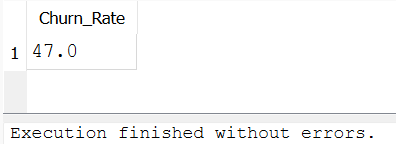 Churn_Rate
1 47.0
Execution finished without errors.